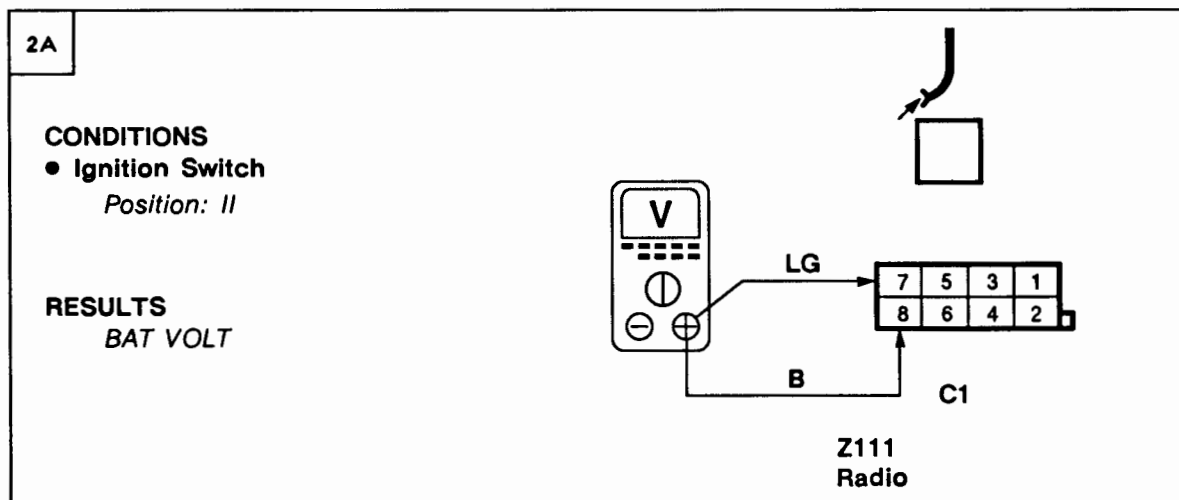 2A
CONDITIONS
● Ignition Switch
Position: II
RESULTS
BAT VOLT
V
LG
7 5 3 1
8 6 4 2
B
C1
Z111
Radio